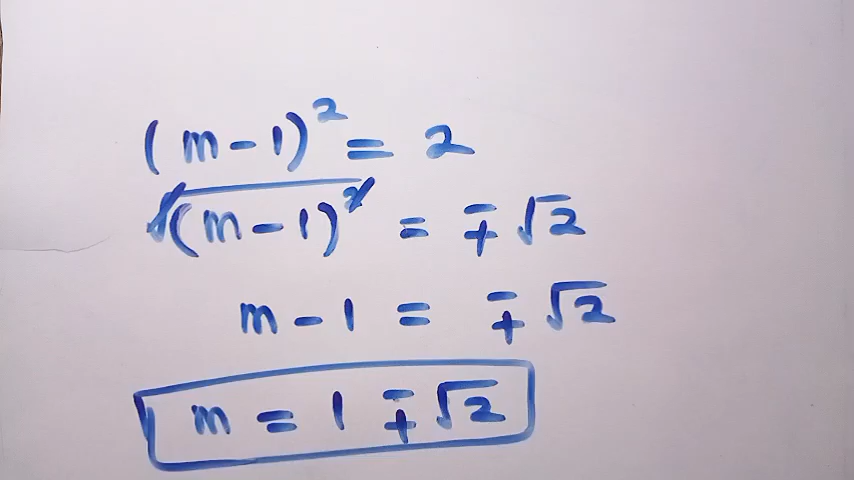 (m-1)² = 2
√(m-1)² = ∓√2
m-1 = ∓√2
m = 1∓√2